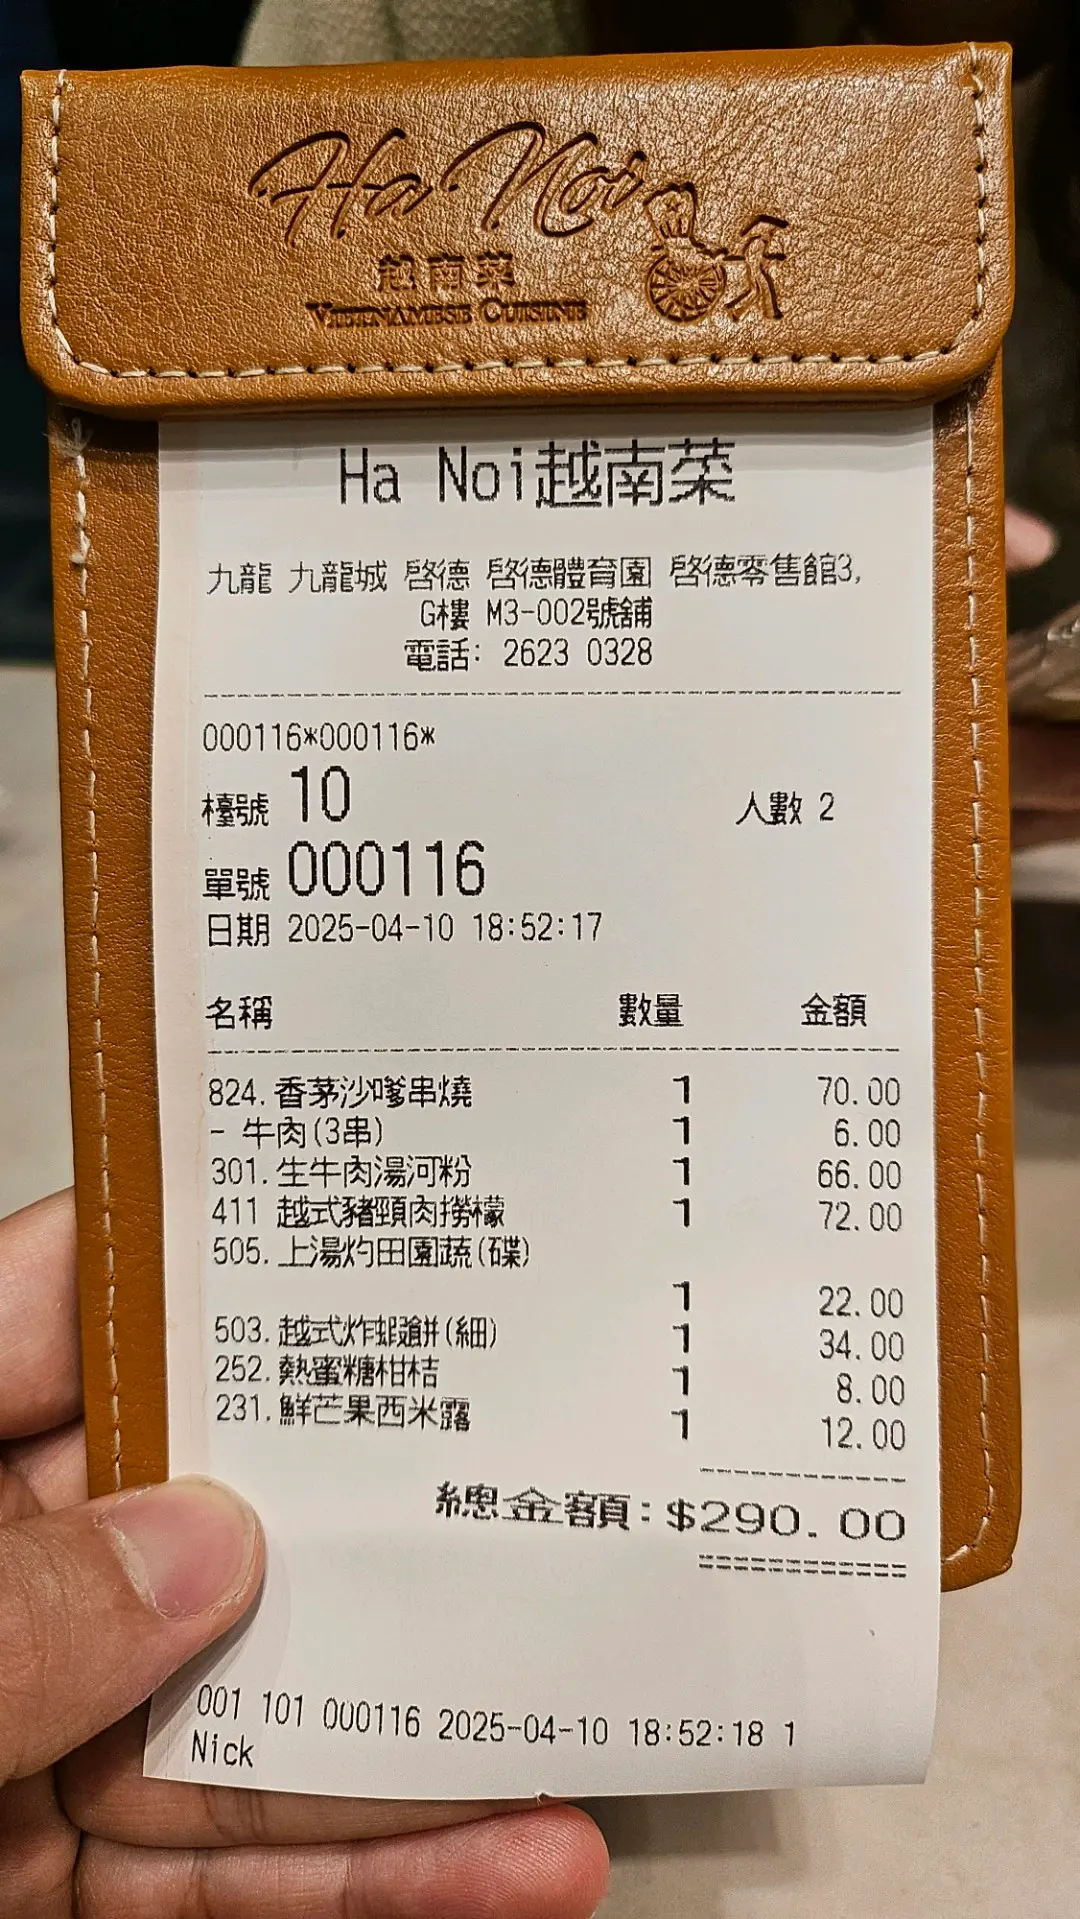 Ha Noi
越南菜
VIETNAMESE CUISINE
Ha Noi越南菜
九龍 九龍城 啓德 啓德體育園 啓德零售館3,
G樓 M3-002號舖
電話: 2623 0328
000116*000116*
檯號 10 人數 2
單號 000116
日期 2025-04-10 18:52:17
名稱 數量 金額
824. 香茅沙嗲串燒 1 70.00
- 牛肉(3串) 1 6.00
301. 生牛肉湯河粉 1 66.00
411 越式豬頸肉撈檬 1 72.00
505. 上湯灼田園蔬(碟)
1 22.00
503. 越式炸蝦餅(細) 1 34.00
252. 熱蜜糖柑桔 1 8.00
231. 鮮芒果西米露 1 12.00
總金額: $290.00
001 101 000116 2025-04-10 18:52:18 1
Nick